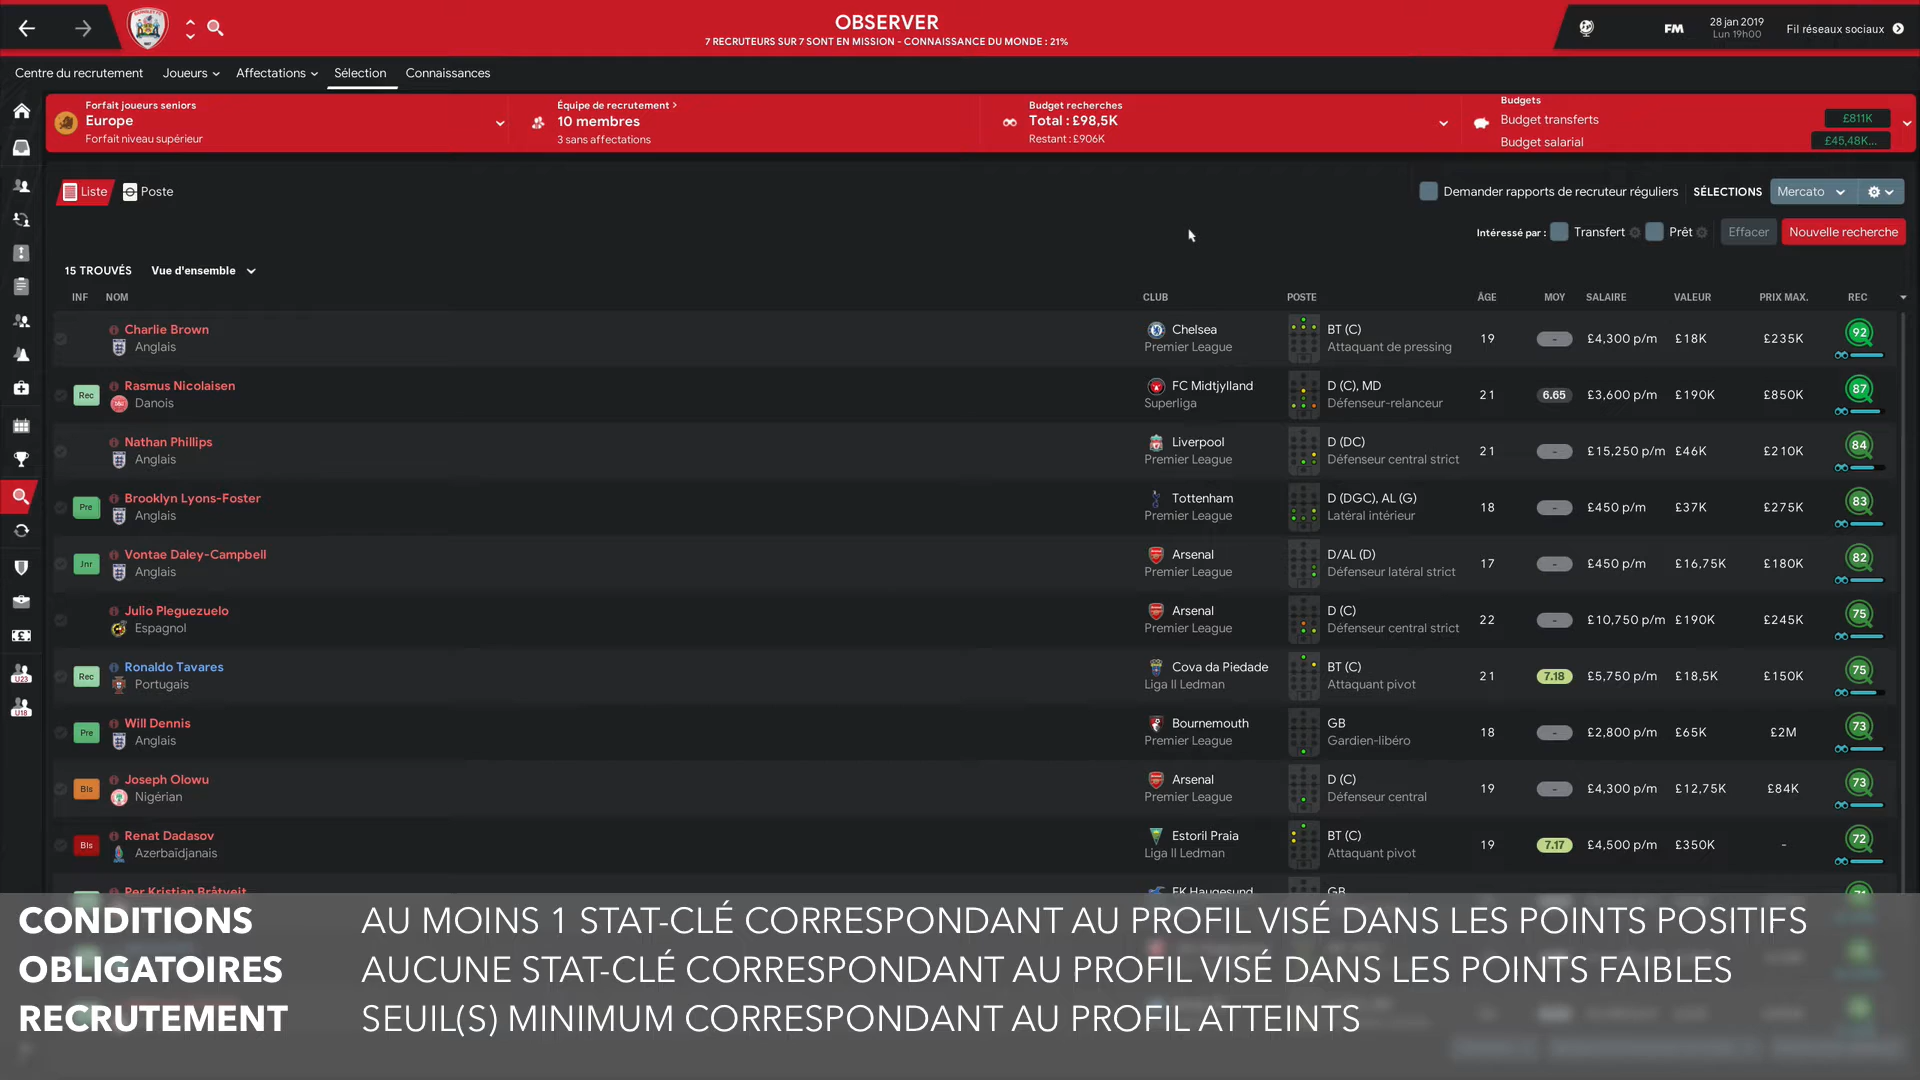 OBSERVER
7 RECRUTEURS SUR 7 SONT EN MISSION - CONNAISSANCE DU MONDE : 21%
FM
28 jan 2019
Lun 19h00
Fil réseaux sociaux
Centre du recrutement Joueurs Affectations Sélection Connaissances
Forfait joueurs seniors
Europe
Forfait niveau supérieur
Équipe de recrutement >
10 membres
3 sans affectations
Budget recherches
Total : £98,5K
Restant : £906K
Budgets
Budget transferts £811K
Budget salarial £45,48K...
Liste Poste
Demander rapports de recruteur réguliers SÉLECTIONS Mercato
Intéressé par : Transfert Prêt Effacer Nouvelle recherche
15 TROUVÉS Vue d'ensemble
INF NOM CLUB POSTE ÂGE MOY SALAIRE VALEUR PRIX MAX. REC
Charlie Brown Chelsea BT (C) 19 - £4,300 p/m £18K £235K 92
Anglais Premier League Attaquant de pressing
Rec Rasmus Nicolaisen FC Midtjylland D (C), MD 21 6.65 £3,600 p/m £190K £850K 87
Danois Superliga Défenseur-relanceur
Nathan Phillips Liverpool D (DC) 21 - £15,250 p/m £46K £210K 84
Anglais Premier League Défenseur central strict
Pre Brooklyn Lyons-Foster Tottenham D (DGC), AL (G) 18 - £450 p/m £37K £275K 83
Anglais Premier League Latéral intérieur
Jnr Vontae Daley-Campbell Arsenal D/AL (D) 17 - £450 p/m £16,75K £180K 82
Anglais Premier League Défenseur latéral strict
Julio Pleguezuelo Arsenal D (C) 22 - £10,750 p/m £190K £245K 75
Espagnol Premier League Défenseur central strict
Rec Ronaldo Tavares Cova da Piedade BT (C) 21 7.18 £5,750 p/m £18,5K £150K 75
Portugais Liga II Ledman Attaquant pivot
Pre Will Dennis Bournemouth GB 18 - £2,800 p/m £65K £2M 73
Anglais Premier League Gardien-libéro
Bls Joseph Olowu Arsenal D (C) 19 - £4,300 p/m £12,75K £84K 73
Nigérian Premier League Défenseur central
Bls Renat Dadasov Estoril Praia BT (C) 19 7.17 £4,500 p/m £350K - 72
Azerbaïdjanais Liga II Ledman Attaquant pivot
Per Kristian Bråtveit FK Haugesund GB 71
CONDITIONS AU MOINS 1 STAT-CLÉ CORRESPONDANT AU PROFIL VISÉ DANS LES POINTS POSITIFS
OBLIGATOIRES AUCUNE STAT-CLÉ CORRESPONDANT AU PROFIL VISÉ DANS LES POINTS FAIBLES
RECRUTEMENT SEUIL(S) MINIMUM CORRESPONDANT AU PROFIL ATTEINTS
U23
U18